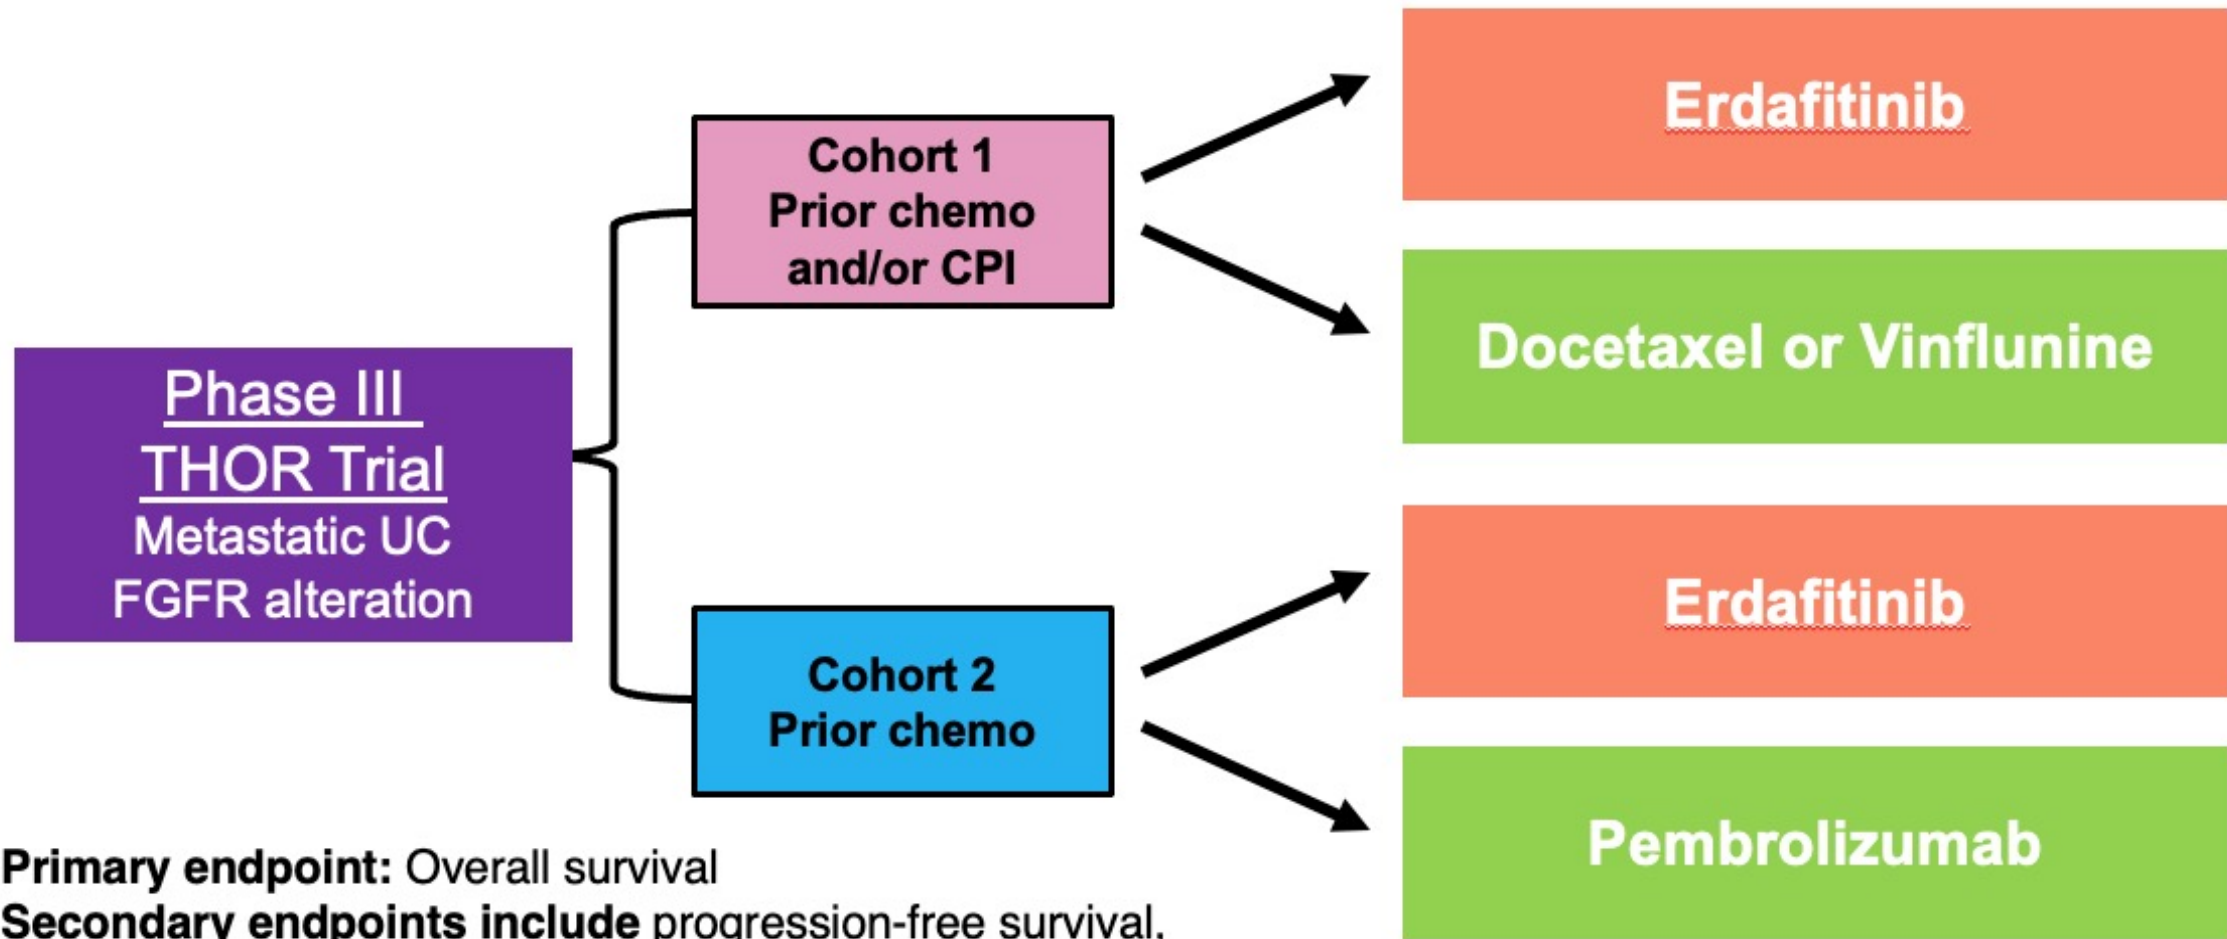 Phase III
THOR Trial
Metastatic UC
FGFR alteration
Cohort 1
Prior chemo
and/or CPI
Erdafitinib
Docetaxel or Vinflunine
Cohort 2
Prior chemo
Erdafitinib
Pembrolizumab
Primary endpoint: Overall survival
Secondary endpoints include progression-free survival,